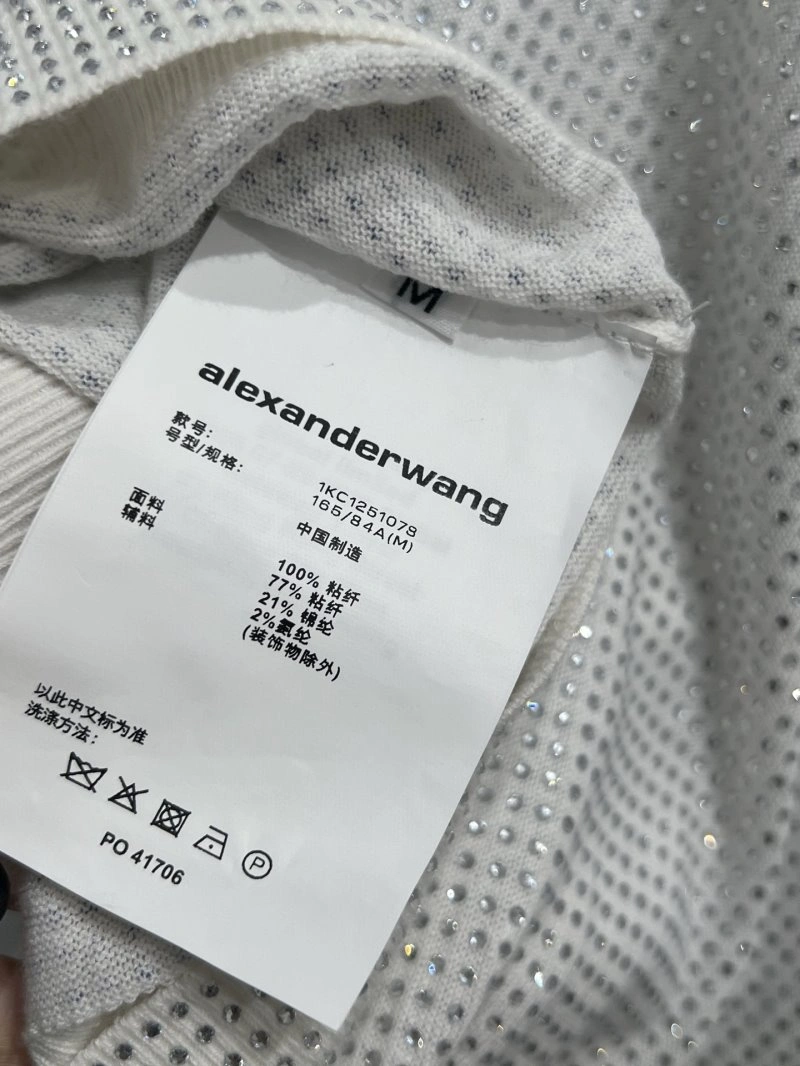 M
alexanderwang
款号:
号型/规格:
1KC1251078
165/84A(M)
中国制造
面料
辅料
100% 粘纤
77% 粘纤
21% 锦纶
2%氨纶
(装饰物除外)
以此中文标为准
洗涤方法:
P
PO 41706